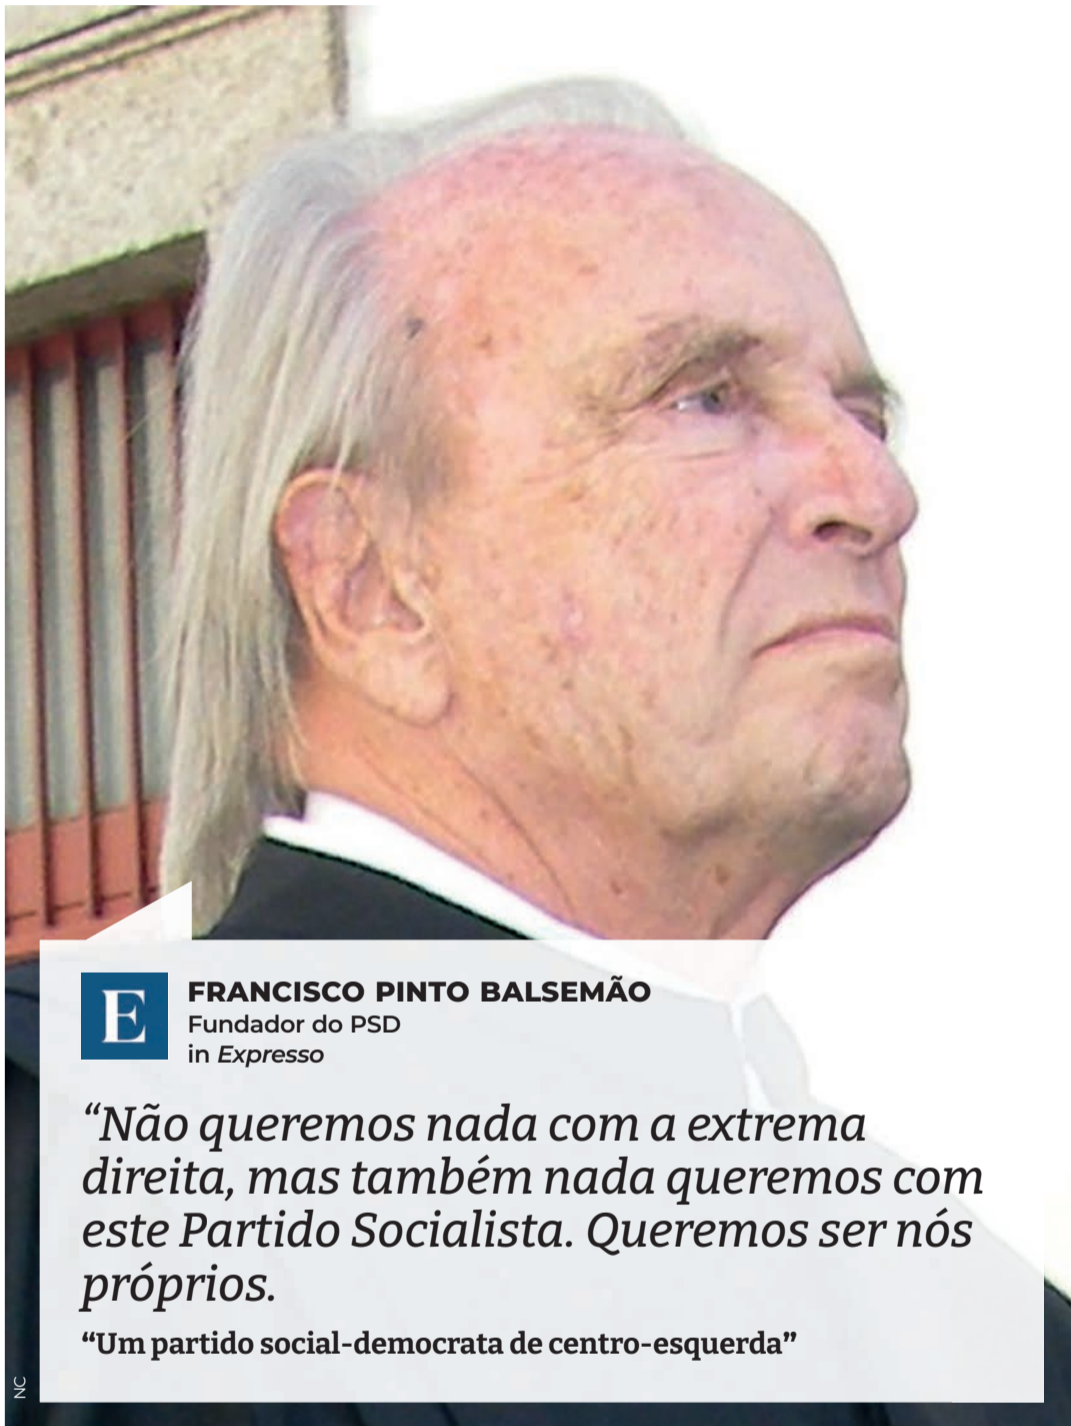 E
FRANCISCO PINTO BALSEMÃO
Fundador do PSD
in Expresso
“Não queremos nada com a extrema
direita, mas também nada queremos com
este Partido Socialista. Queremos ser nós
próprios.
“Um partido social-democrata de centro-esquerda”
NC